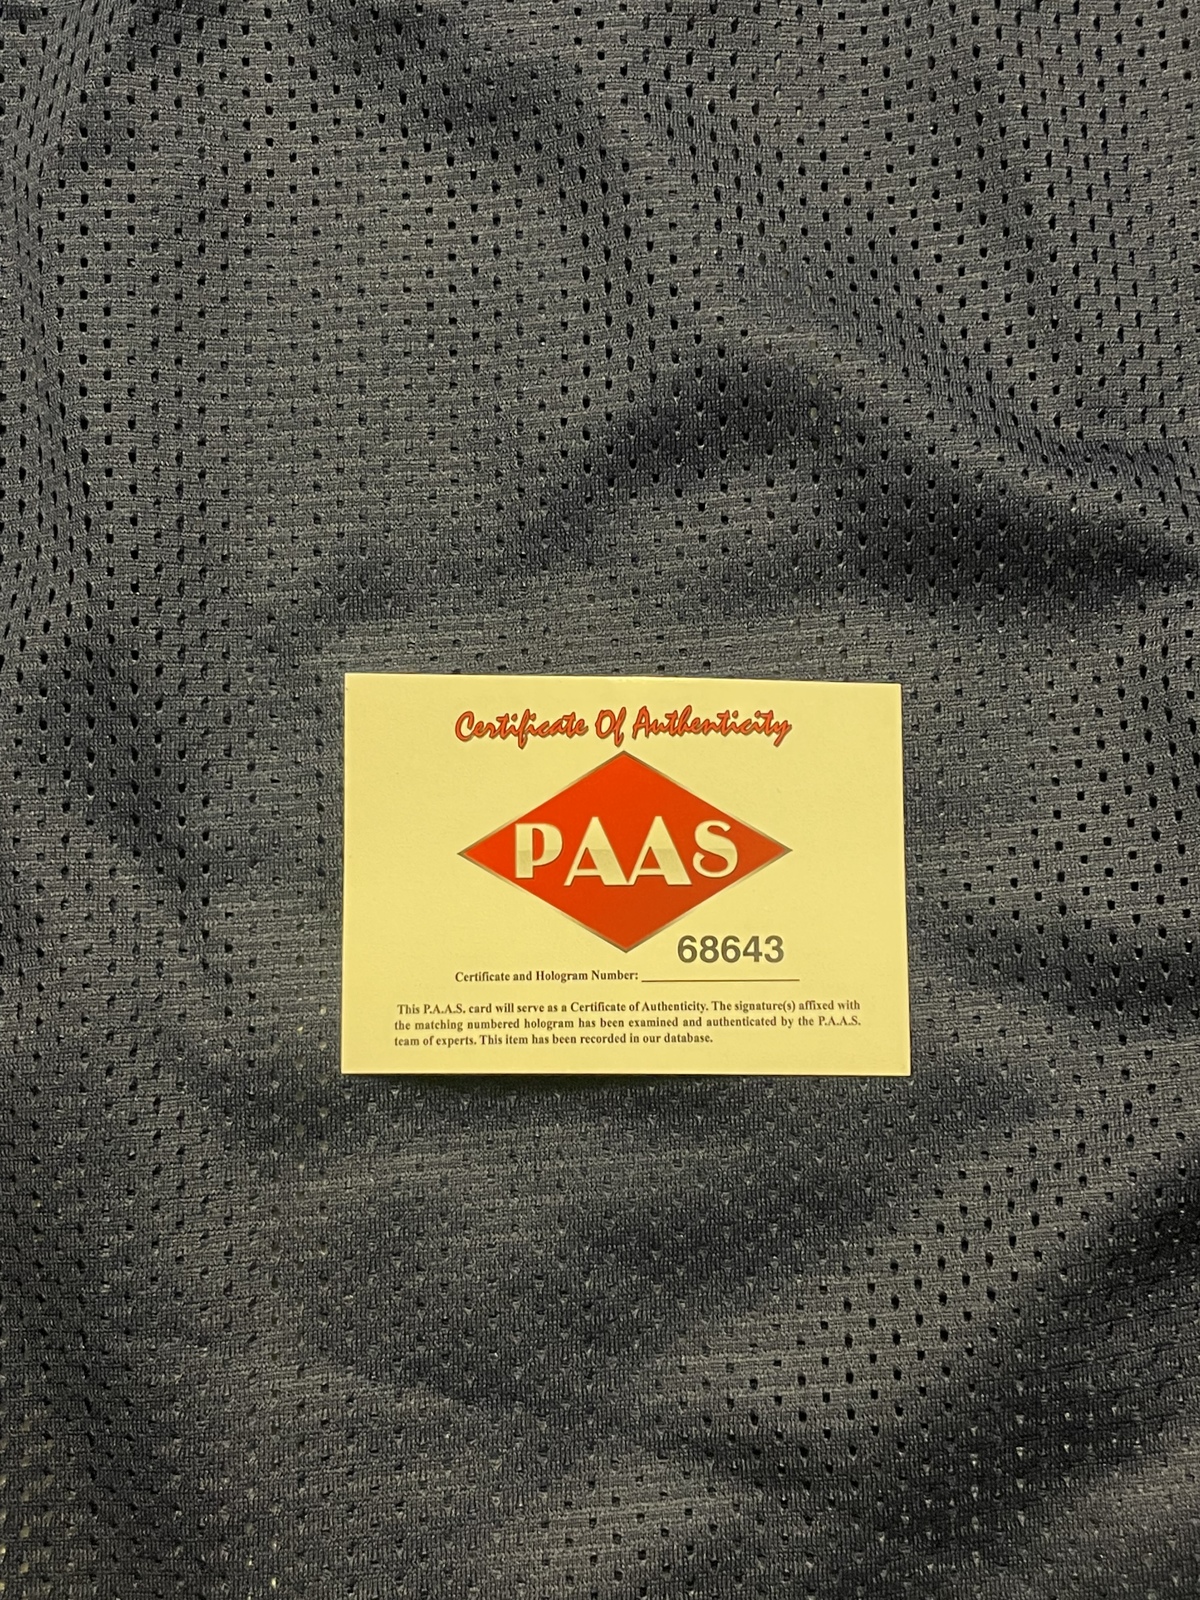 Certificate Of Authenticity
PAAS
68643
Certificate and Hologram Number:
This P.A.A.S. card will serve as a Certificate of Authenticity. The signature(s) affixed with
the matching numbered hologram has been examined and authenticated by the P.A.A.S.
team of experts. This item has been recorded in our database.